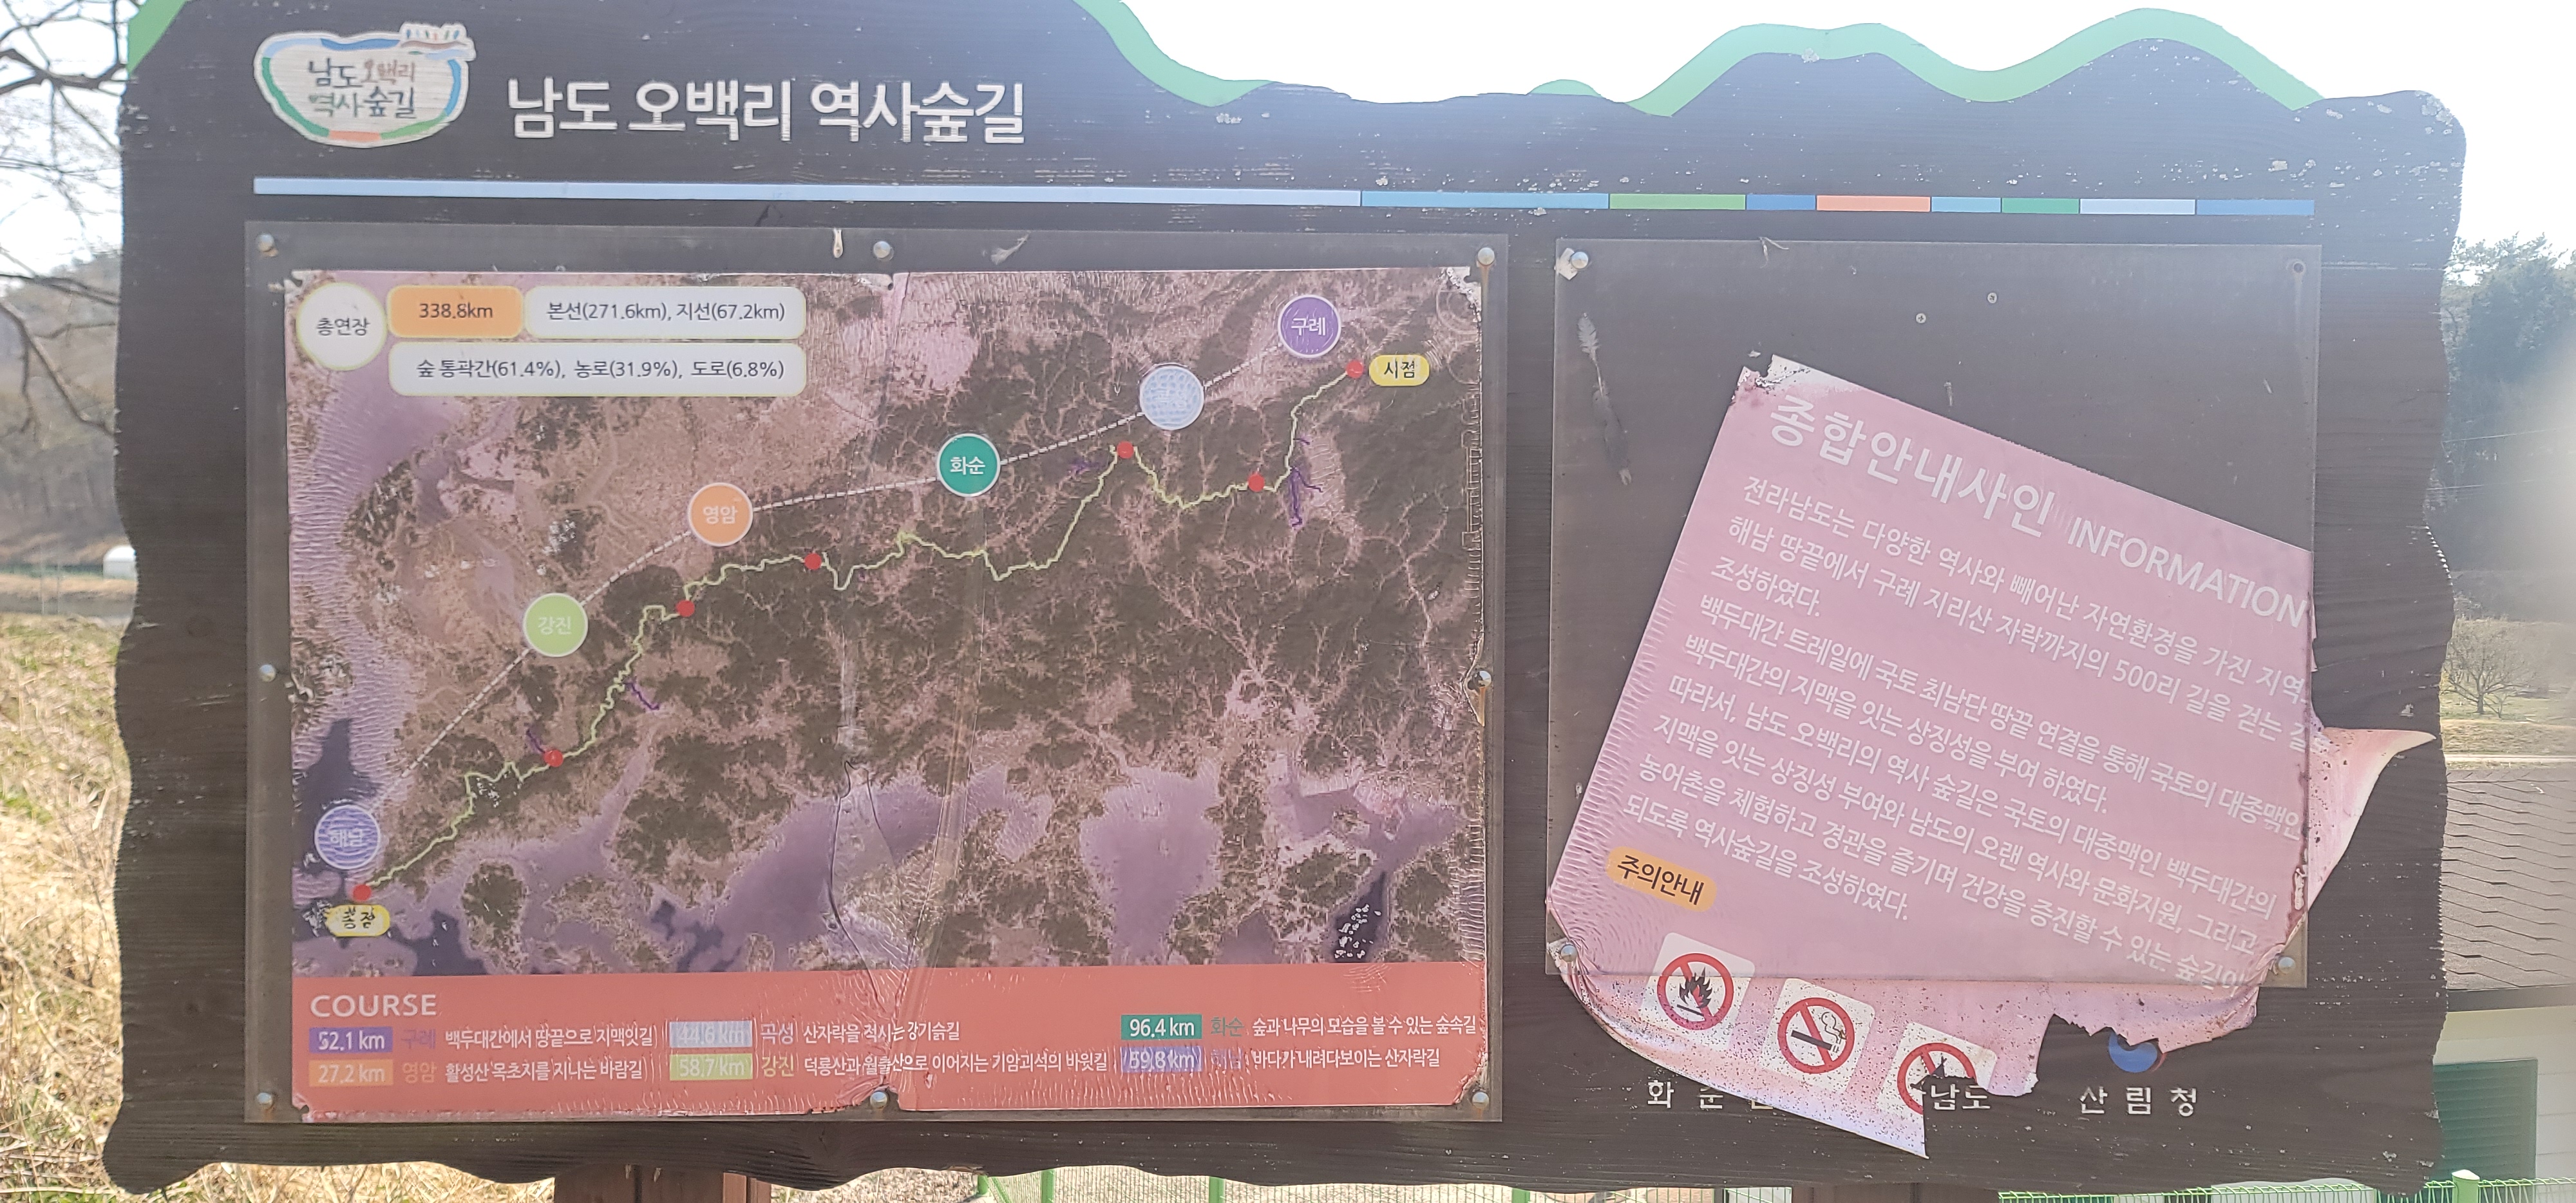 남도 오백리
역사 숲길
남도 오백리 역사숲길
총연장
338.8km
본선(271.6km), 지선(67.2km)
숲 통곽간(61.4%), 농로(31.9%), 도로(6.8%)
구례
시점
화순
영암
강진
해남
종점
COURSE
52.1 km 구례 백두대간에서 땅끝으로 지맥잇길
44.6 km 곡성 산자락을 적시는 강기슭길
96.4 km 화순 숲과 나무의 모습을 볼 수 있는 숲속길
27.2 km 영암 활성산 목초지를 지나는 바람길
58.7 km 강진 덕룡산과 월출산으로 이어지는 기암괴석의 바윗길
59.8 km 해남 바다가 내려다보이는 산자락길
종합안내사인 INFORMATION
전라남도는 다양한 역사와 빼어난 자연환경을 가진 지역
해남 땅끝에서 구례 지리산 자락까지의 500리 길을 걷는
조성하였다.
백두대간 트레일에 국토 최남단 땅끝 연결을 통해 국토의 대종맥인
백두대간의 지맥을 잇는 상징성을 부여 하였다.
따라서, 남도 오백리의 역사 숲길은 국토의 대종맥인 백두대간의
지맥을 잇는 상징성 부여와 남도의 오랜 역사와 문화자원, 그리고
농어촌을 체험하고 경관을 즐기며 건강을 증진할 수 있는 숲길이
되도록 역사숲길을 조성하였다.
주의안내
화순
남도
산림청